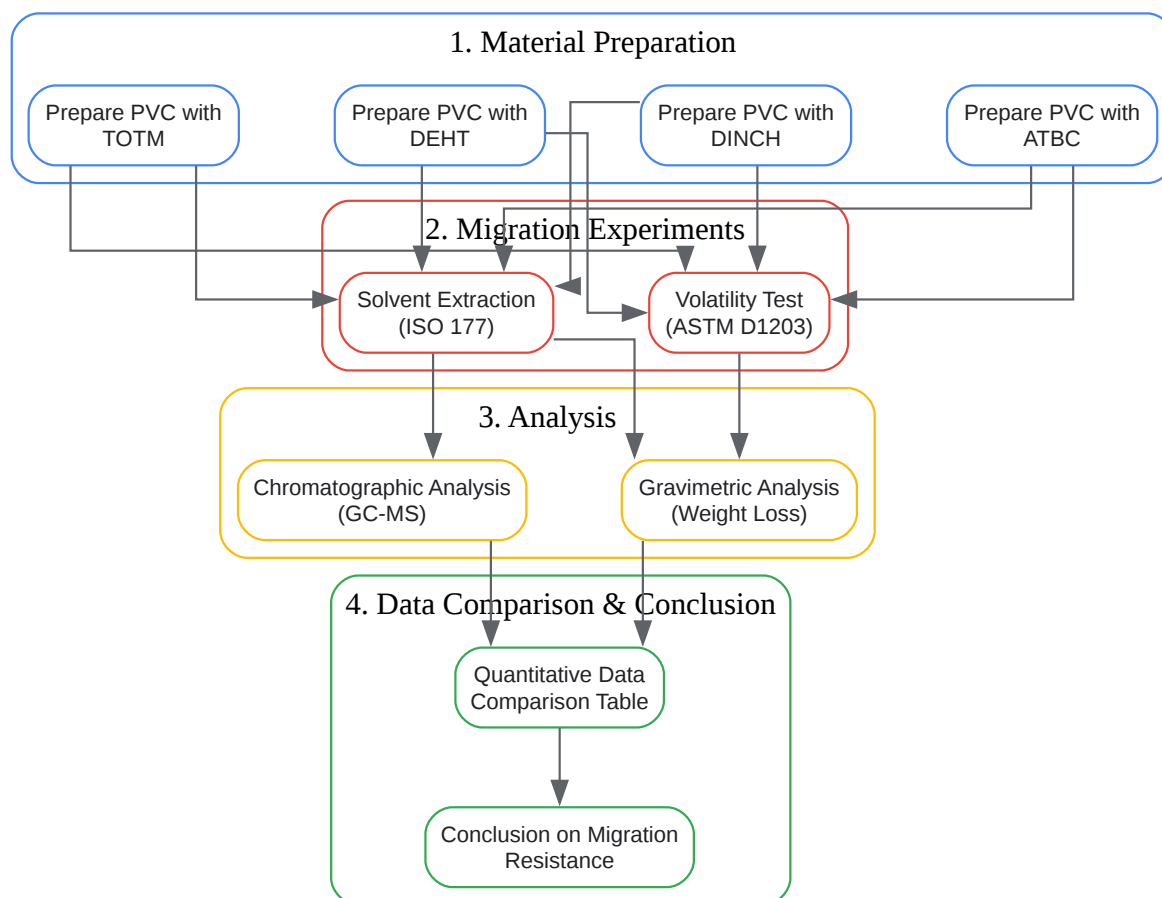 1. Material Preparation
Prepare PVC with
TOTM
Prepare PVC with
DEHT
Prepare PVC with
DINCH
Prepare PVC with
ATBC
2. Migration Experiments
Solvent Extraction
(ISO 177)
Volatility Test
(ASTM D1203)
3. Analysis
Chromatographic Analysis
(GC-MS)
Gravimetric Analysis
(Weight Loss)
4. Data Comparison & Conclusion
Quantitative Data
Comparison Table
Conclusion on Migration
Resistance